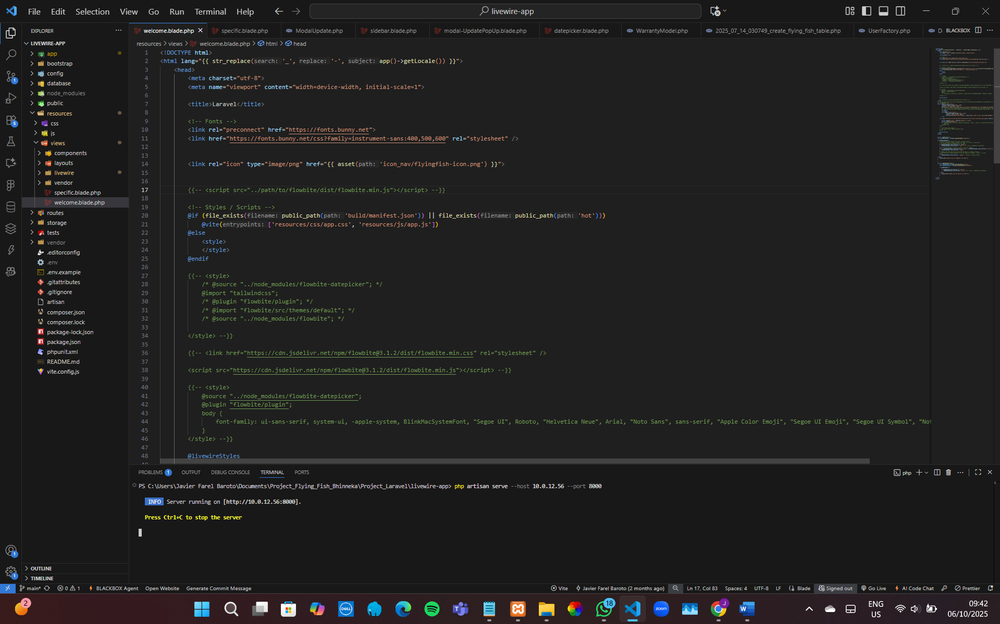 File Edit Selection View Go Run Terminal Help
livewire-app
EXPLORER
LIVEWIRE-APP
app
bootstrap
config
database
node_modules
public
resources
css
js
views
components
layouts
livewire
vendor
specific.blade.php
welcome.blade.php
routes
storage
tests
vendor
.editorconfig
.env
.env.example
.gitattributes
.gitignore
artisan
composer.json
composer.lock
package-lock.json
package.json
phpunit.xml
README.md
vite.config.js
OUTLINE
TIMELINE
welcome.blade.php specific.blade.php ModalUpdate.php sidebar.blade.php modal-UpdatePopUp.blade.php datepicker.blade.php WarrantyModel.php 2025_07_14_030749_create_flying_fish_table.php UserFactory.php D. BLACKBOX
resources > views > welcome.blade.php > html > head
1 <!DOCTYPE html>
2 <html lang="{{ str_replace(search: '_', replace: '-', subject: app()->getLocale()) }}">
3 <head>
4 <meta charset="utf-8">
5 <meta name="viewport" content="width=device-width, initial-scale=1">
6
7 <title>Laravel</title>
8
9 <!-- Fonts -->
10 <link rel="preconnect" href="https://fonts.bunny.net">
11 <link href="https://fonts.bunny.net/css?family=instrument-sans:400,500,600" rel="stylesheet" />
12
13
14 <link rel="icon" type="image/png" href="{{ asset(path: 'icon_nav/flyingfish-icon.png') }}">
15
16
17 {{-- <script src="../path/to/flowbite/dist/flowbite.min.js"></script> --}}
18
19 <!-- Styles / Scripts -->
20 @if (file_exists(filename: public_path(path: 'build/manifest.json')) || file_exists(filename: public_path(path: 'hot')))
21 @vite(entrypoints: ['resources/css/app.css', 'resources/js/app.js'])
22 @else
23 <style>
24 </style>
25 @endif
26
27 {{-- <style>
28 /* @source "../node_modules/flowbite-datepicker"; */
29 @import "tailwindcss";
30 /* @plugin "flowbite/plugin"; */
31 /* @import "flowbite/src/themes/default"; */
32 /* @source "../node_modules/flowbite"; */
33
34 </style> --}}
35
36 {{-- <link href="https://cdn.jsdelivr.net/npm/flowbite@3.1.2/dist/flowbite.min.css" rel="stylesheet" />
37
38 <script src="https://cdn.jsdelivr.net/npm/flowbite@3.1.2/dist/flowbite.min.js"></script> --}}
39
40 {{-- <style>
41 @source "../node_modules/flowbite-datepicker";
42 @plugin "flowbite/plugin";
43 body {
44 font-family: ui-sans-serif, system-ui, -apple-system, BlinkMacSystemFont, "Segoe UI", Roboto, "Helvetica Neue", Arial, "Noto Sans", sans-serif, "Apple Color Emoji", "Segoe UI Emoji", "Segoe UI Symbol", "Not
45 }
46 </style> --}}
47
48 @livewireStyles
PROBLEMS 1 OUTPUT DEBUG CONSOLE TERMINAL PORTS
php
PS C:\Users\Javier Farel Baroto\Documents\Project_Flying_Fish_Bhinneka\Project_Laravel\livewire-app> php artisan serve --host 10.0.12.56 --port 8000
INFO Server running on [http://10.0.12.56:8000].
Press Ctrl+C to stop the server
main* 0 1 BLACKBOX Agent Open Website Generate Commit Message
Vite Javier Farel Baroto (2 months ago) Ln 17, Col 83 Spaces: 4 UTF-8 LF Blade Signed out Go Live AI Code Chat Prettier
2
DELL
18
zoom
J
ENG
US
09:42
06/10/2025